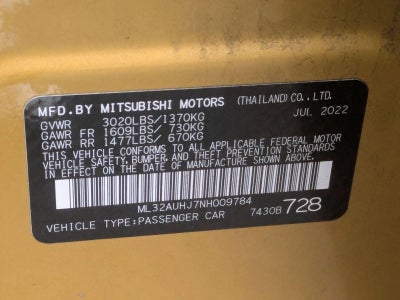 MFD.BY MITSUBISHI MOTORS (THAILAND) CO.,LTD.
GVWR 3020LBS/1370KG JUL 2022
GAWR FR 1609LBS/ 730KG
GAWR RR 1477LBS/ 670KG
THIS VEHICLE CONFORMS TO ALL APPLICABLE FEDERAL MOTOR
VEHICLE SAFETY, BUMPER, AND THEFT PREVENTION STANDARDS
IN EFFECT ON THE DATE OF MANUFACTURE SHOWN ABOVE.
ML32AUHJ7NH009784
VEHICLE TYPE:PASSENGER CAR 7430B 728